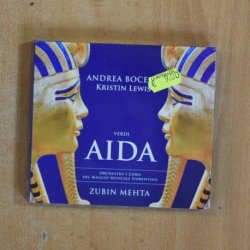 ANDREA BOCE
KRISTIN LEWIS
VERDI
AIDA
ORCHESTRA E CORO
DEL MAGGIO MUSICALE FIORENTINO
ZUBIN MEHTA